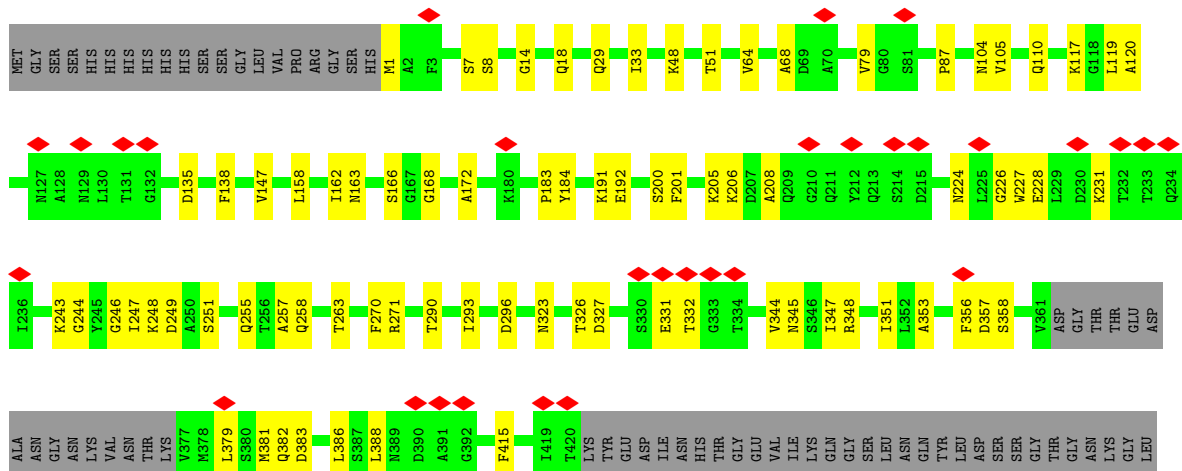 MET GLY SER SER HIS HIS HIS HIS HIS HIS SER SER GLY LEU VAL PRO ARG GLY SER HIS M1 A2 F3 S7 S8 G14 Q18 Q29 I33 K48 T51 V64 A68 D69 A70 V79 G80 S81 P87 N104 V105 Q110 K117 G118 L119 A120
N127 A128 N129 L130 T131 G132 D135 F138 V147 L158 I162 N163 S166 G167 G168 A172 K180 P183 Y184 K191 E192 S200 F201 K205 K206 D207 A208 Q209 G210 Q211 Y212 Q213 S214 D215 N224 L225 G226 W227 E228 L229 D230 K231 T232 T233 Q234
I236 K243 G244 Y245 G246 I247 K248 D249 A250 S251 Q255 T256 A257 Q258 T263 F270 R271 T290 I293 D296 N323 T326 D327 S330 E331 T332 G333 T334 V344 N345 S346 I347 R348 I351 L352 A353 F356 D357 S358 V361 ASP GLY THR THR GLU ASP
ALA ASN GLY ASN LYS VAL ASN THR LYS V377 M378 L379 S380 M381 Q382 D383 L386 S387 L388 N389 D390 A391 G392 F415 I419 T420 LYS TYR GLU ASP ILE ASN HIS THR GLY GLU VAL ILE LYS GLN GLY SER LEU ASN GLN TYR LEU ASP SER SER GLY THR GLY ASN LYS GLY LEU